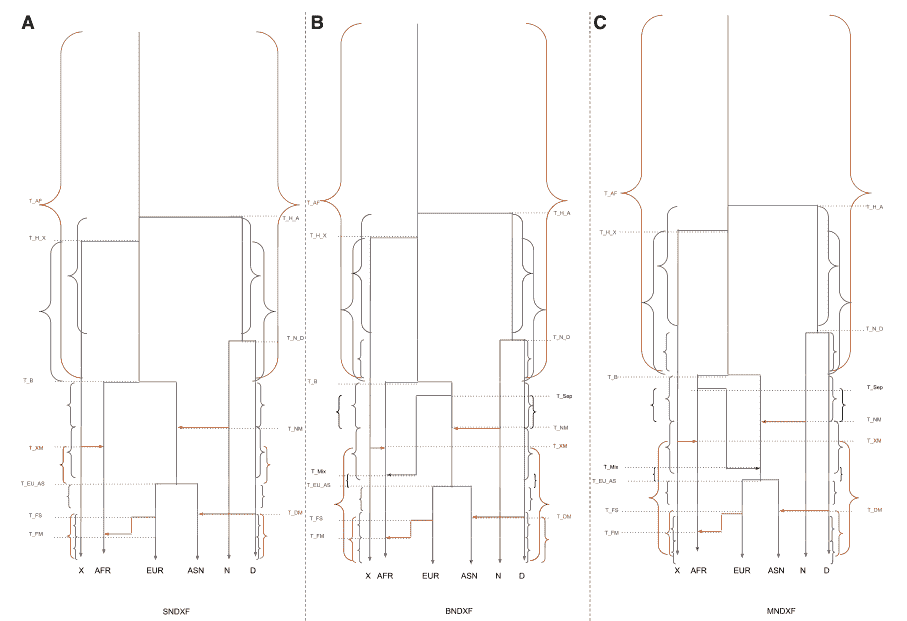 A
T_AF
T_H_A
T_H_X
T_N_D
T_B
T_NM
T_XM
T_EU_AS
T_FS
T_DM
T_FM
X AFR EUR ASN N D
SNDXF
B
T_AF
T_H_A
T_H_X
T_N_D
T_B
T_Sep
T_NM
T_XM
T_Mix
T_EU_AS
T_FS
T_DM
T_FM
X AFR EUR ASN N D
BNDXF
C
T_AF
T_H_A
T_H_X
T_N_D
T_B
T_Sep
T_NM
T_XM
T_Mix
T_EU_AS
T_FS
T_DM
T_FM
X AFR EUR ASN N D
MNDXF